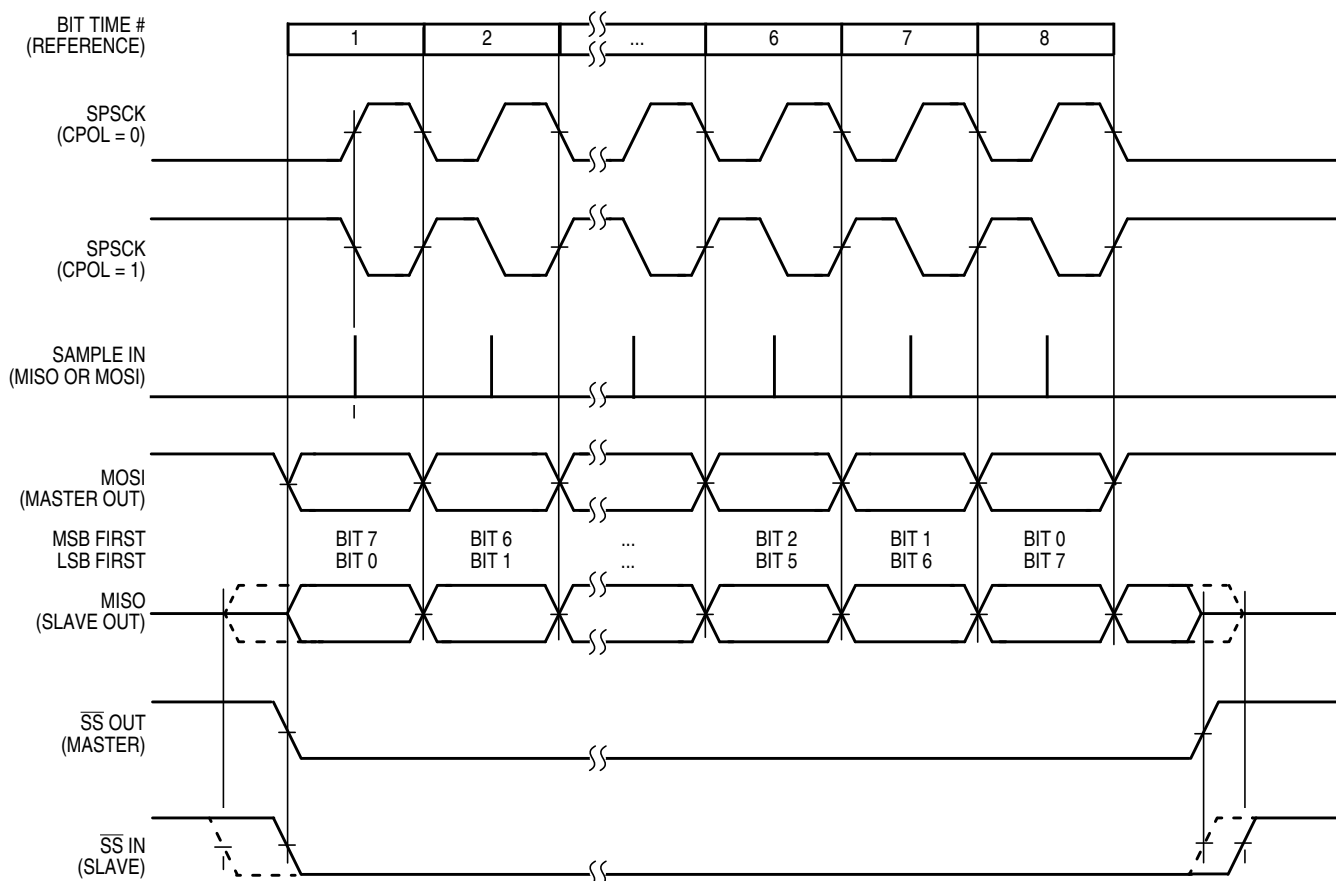 BIT TIME #
(REFERENCE)
1 2 ... 6 7 8
SPSCK
(CPOL = 0)
SPSCK
(CPOL = 1)
SAMPLE IN
(MISO OR MOSI)
MOSI
(MASTER OUT)
MSB FIRST BIT 7 BIT 6 ... BIT 2 BIT 1 BIT 0
LSB FIRST BIT 0 BIT 1 ... BIT 5 BIT 6 BIT 7
MISO
(SLAVE OUT)
S̅S̅ OUT
(MASTER)
S̅S̅ IN
(SLAVE)